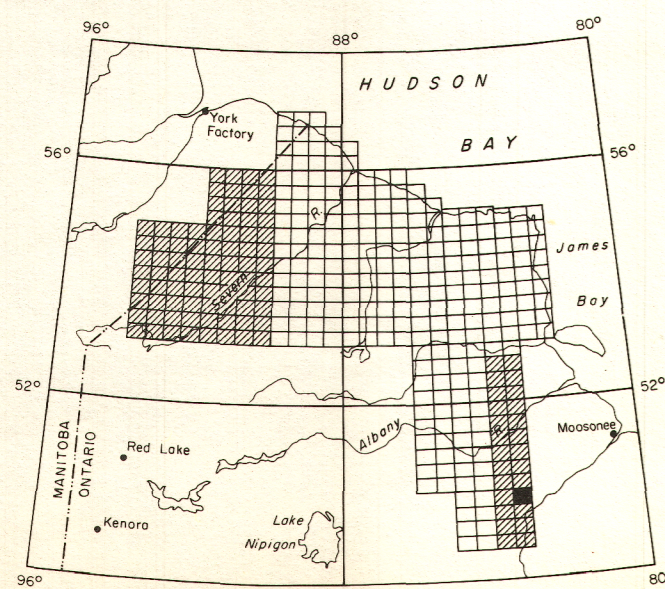 96°
88°
80°
HUDSON
BAY
York
Factory
56°
56°
Severn
R.
James
Bay
52°
52°
MANITOBA
ONTARIO
Red Lake
Albany
R.
Moosonee
Kenora
Lake
Nipigon
96°
80